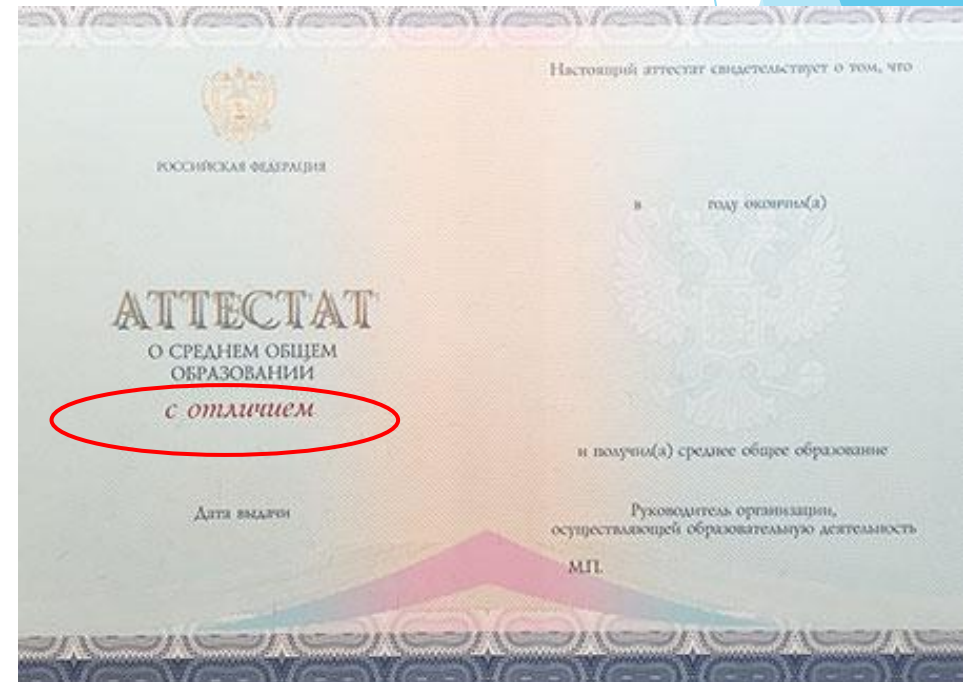 РОССИЙСКАЯ ФЕДЕРАЦИЯ
АТТЕСТАТ
О СРЕДНЕМ ОБЩЕМ
ОБРАЗОВАНИИ
с отличием
Дата выдачи
Настоящий аттестат свидетельствует о том, что
в году окончил(а)
и получил(а) среднее общее образование
Руководитель организации,
осуществляющей образовательную деятельность
М.П.